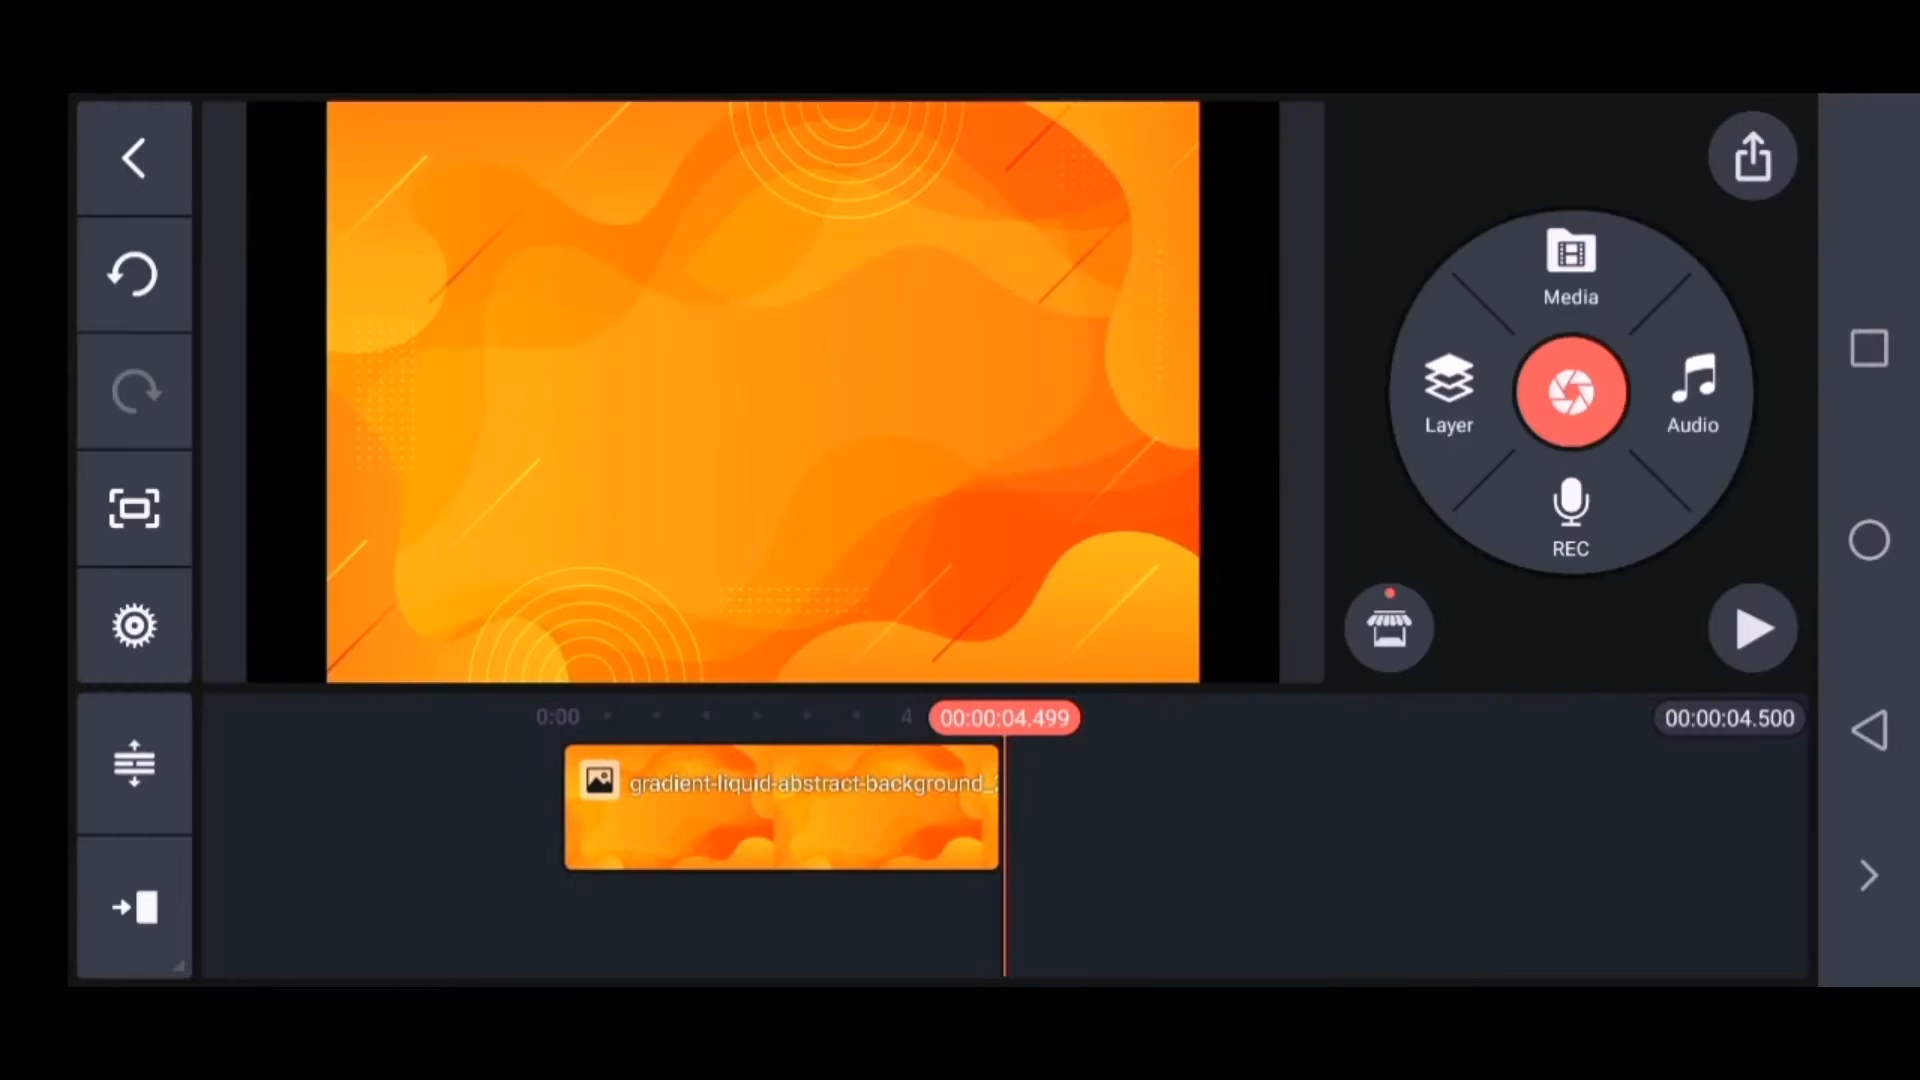 Media
Layer
Audio
REC
0:00
4
00:00:04.499
00:00:04.500
gradient-liquid-abstract-background_